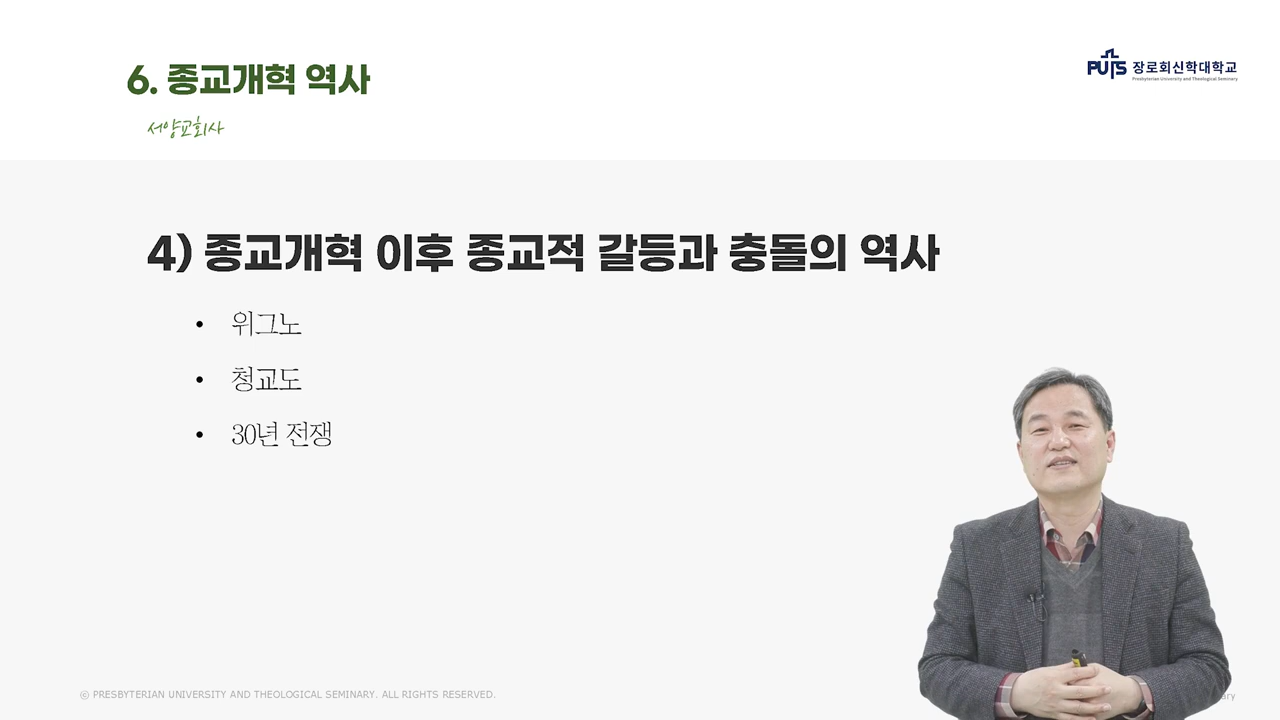 6. 종교개혁 역사
서양교회사
PUTS 장로회신학대학교
Presbyterian University and Theological Seminary
4) 종교개혁 이후 종교적 갈등과 충돌의 역사
• 위그노
• 청교도
• 30년 전쟁
© PRESBYTERIAN UNIVERSITY AND THEOLOGICAL SEMINARY. ALL RIGHTS RESERVED.